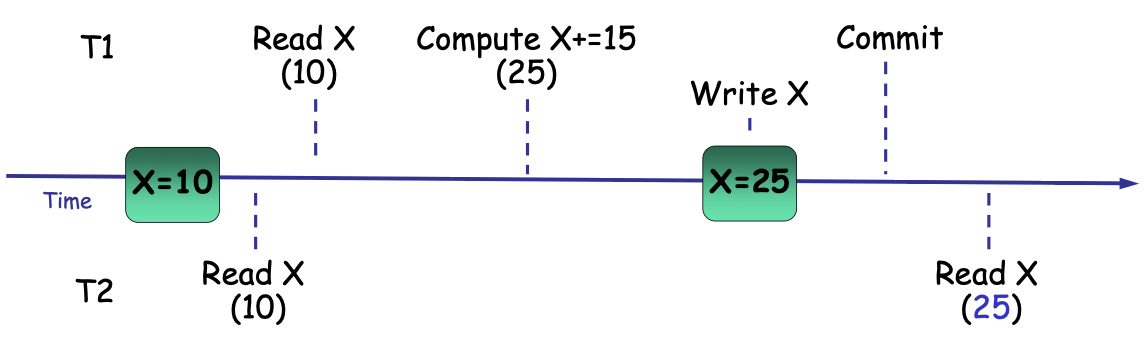 T1
Read X
(10)
Compute X+=15
(25)
Write X
Commit
X=10
X=25
Time
T2
Read X
(10)
Read X
(25)